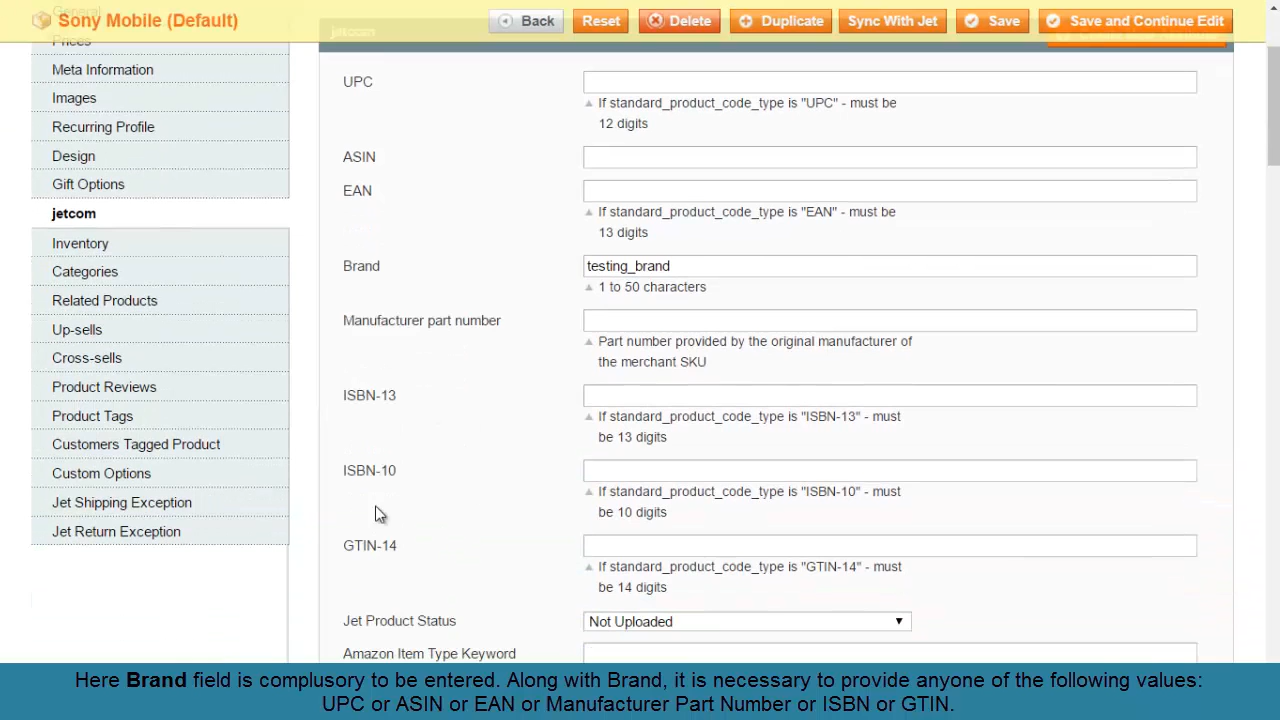 Sony Mobile (Default)
Back
Reset
Delete
Duplicate
Sync With Jet
Save
Save and Continue Edit
General
Prices
Meta Information
Images
Recurring Profile
Design
Gift Options
jetcom
Inventory
Categories
Related Products
Up-sells
Cross-sells
Product Reviews
Product Tags
Customers Tagged Product
Custom Options
Jet Shipping Exception
Jet Return Exception
jetcom
UPC
If standard_product_code_type is "UPC" - must be
12 digits
ASIN
EAN
If standard_product_code_type is "EAN" - must be
13 digits
Brand
testing_brand
1 to 50 characters
Manufacturer part number
Part number provided by the original manufacturer of
the merchant SKU
ISBN-13
If standard_product_code_type is "ISBN-13" - must
be 13 digits
ISBN-10
If standard_product_code_type is "ISBN-10" - must
be 10 digits
GTIN-14
If standard_product_code_type is "GTIN-14" - must
be 14 digits
Jet Product Status
Not Uploaded
Amazon Item Type Keyword
Here Brand field is complusory to be entered. Along with Brand, it is necessary to provide anyone of the following values:
UPC or ASIN or EAN or Manufacturer Part Number or ISBN or GTIN.